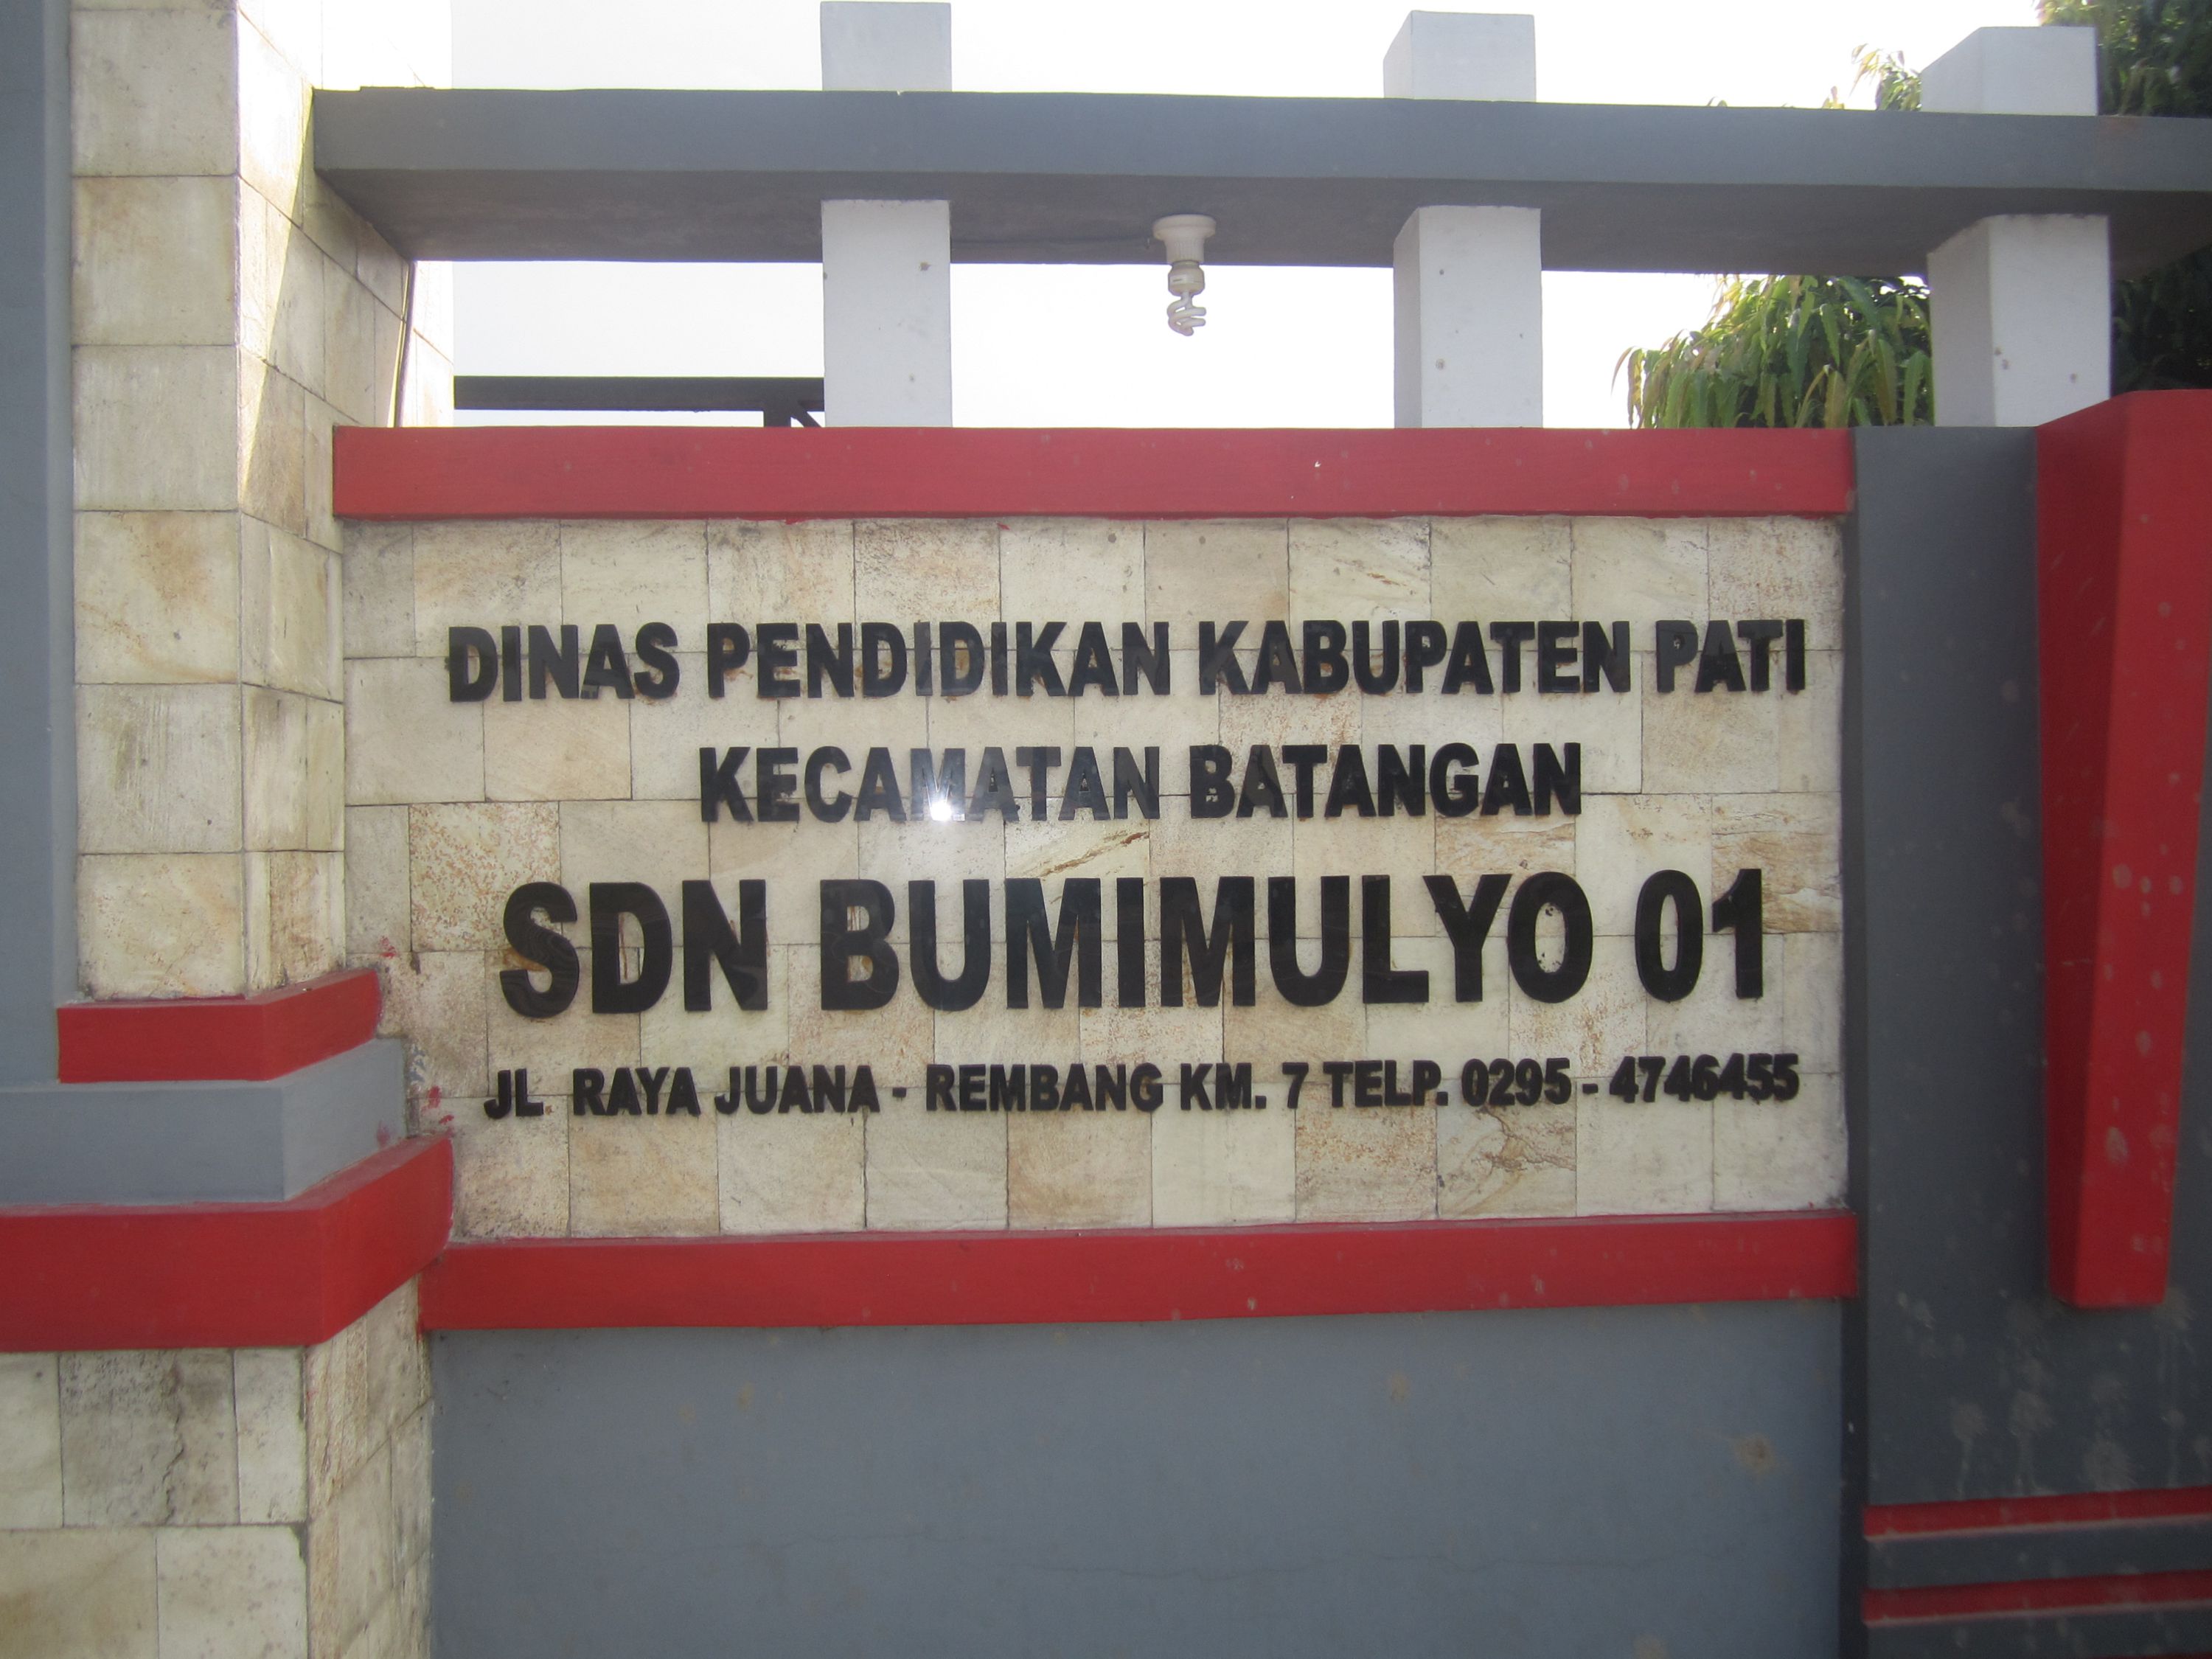 DINAS PENDIDIKAN KABUPATEN PATI
KECAMATAN BATANGAN
SDN BUMIMULYO 01
JL RAYA JUANA - REMBANG KM. 7 TELP. 0295 - 4746455